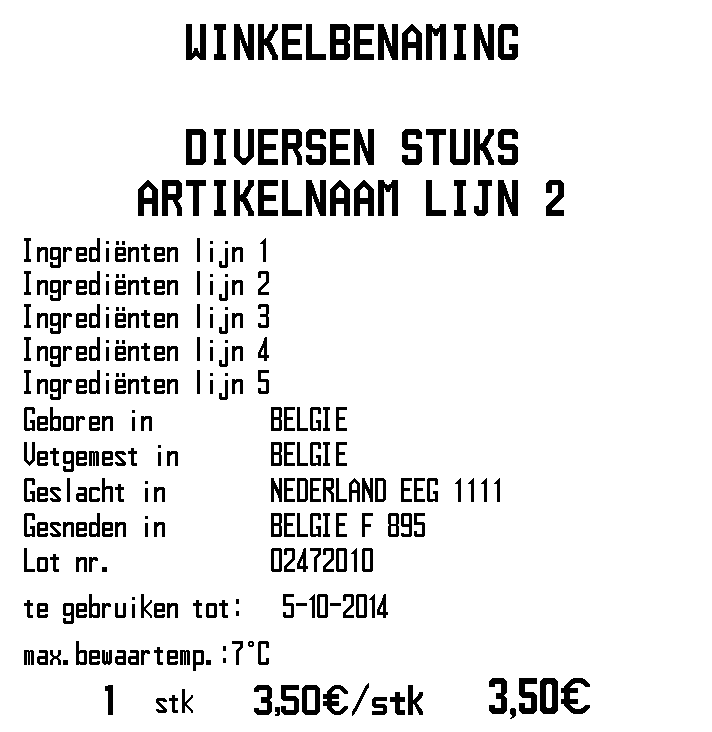 WINKELBENAMING
DIVERSEN STUKS
ARTIKELNAAM LIJN 2
Ingrediënten lijn 1
Ingrediënten lijn 2
Ingrediënten lijn 3
Ingrediënten lijn 4
Ingrediënten lijn 5
Geboren in BELGIE
Vetgemest in BELGIE
Geslacht in NEDERLAND EEG 1111
Gesneden in BELGIE F 895
Lot nr. 02472010
te gebruiken tot: 5-10-2014
max.bewaartemp.:7°C
1 stk 3,50€/stk 3,50€